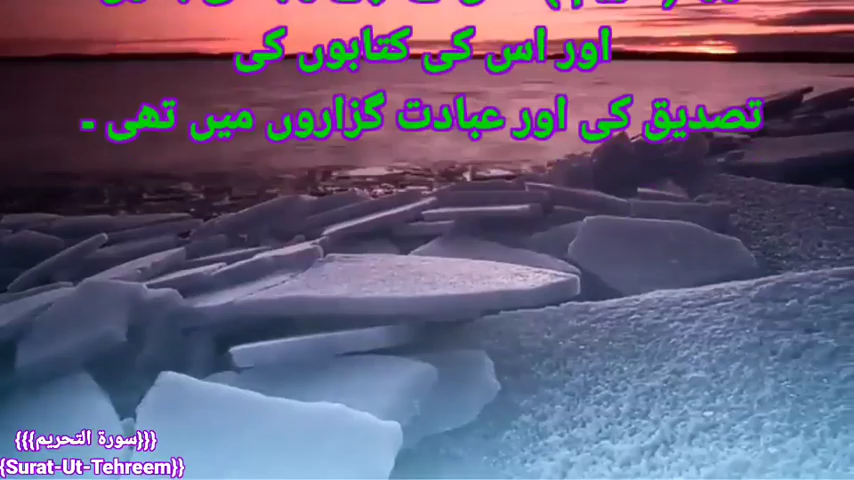 اور اس کی کتابوں کی
تصدیق کی اور عبادت گزاروں میں تھی ۔
{{{سورة التحريم}}}
{Surat-Ut-Tehreem}}